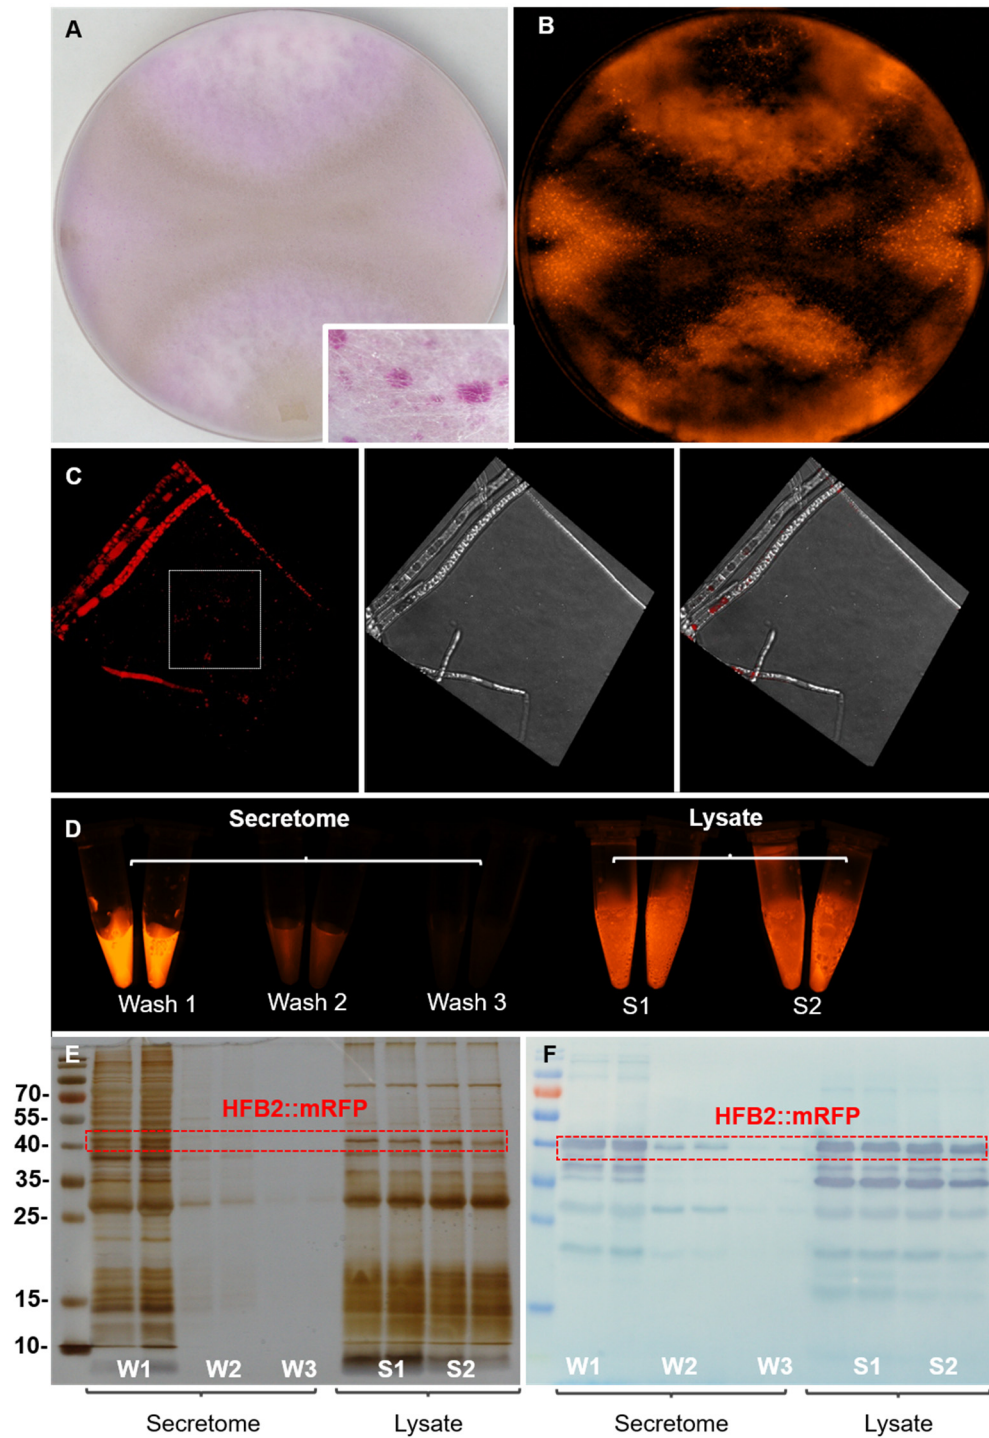 A
B
C
D
Secretome
Lysate
Wash 1
Wash 2
Wash 3
S1
S2
E
F
70-
55-
40-
35-
25-
15-
10-
HFB2::mRFP
HFB2::mRFP
W1
W2
W3
S1
S2
W1
W2
W3
S1
S2
Secretome
Lysate
Secretome
Lysate